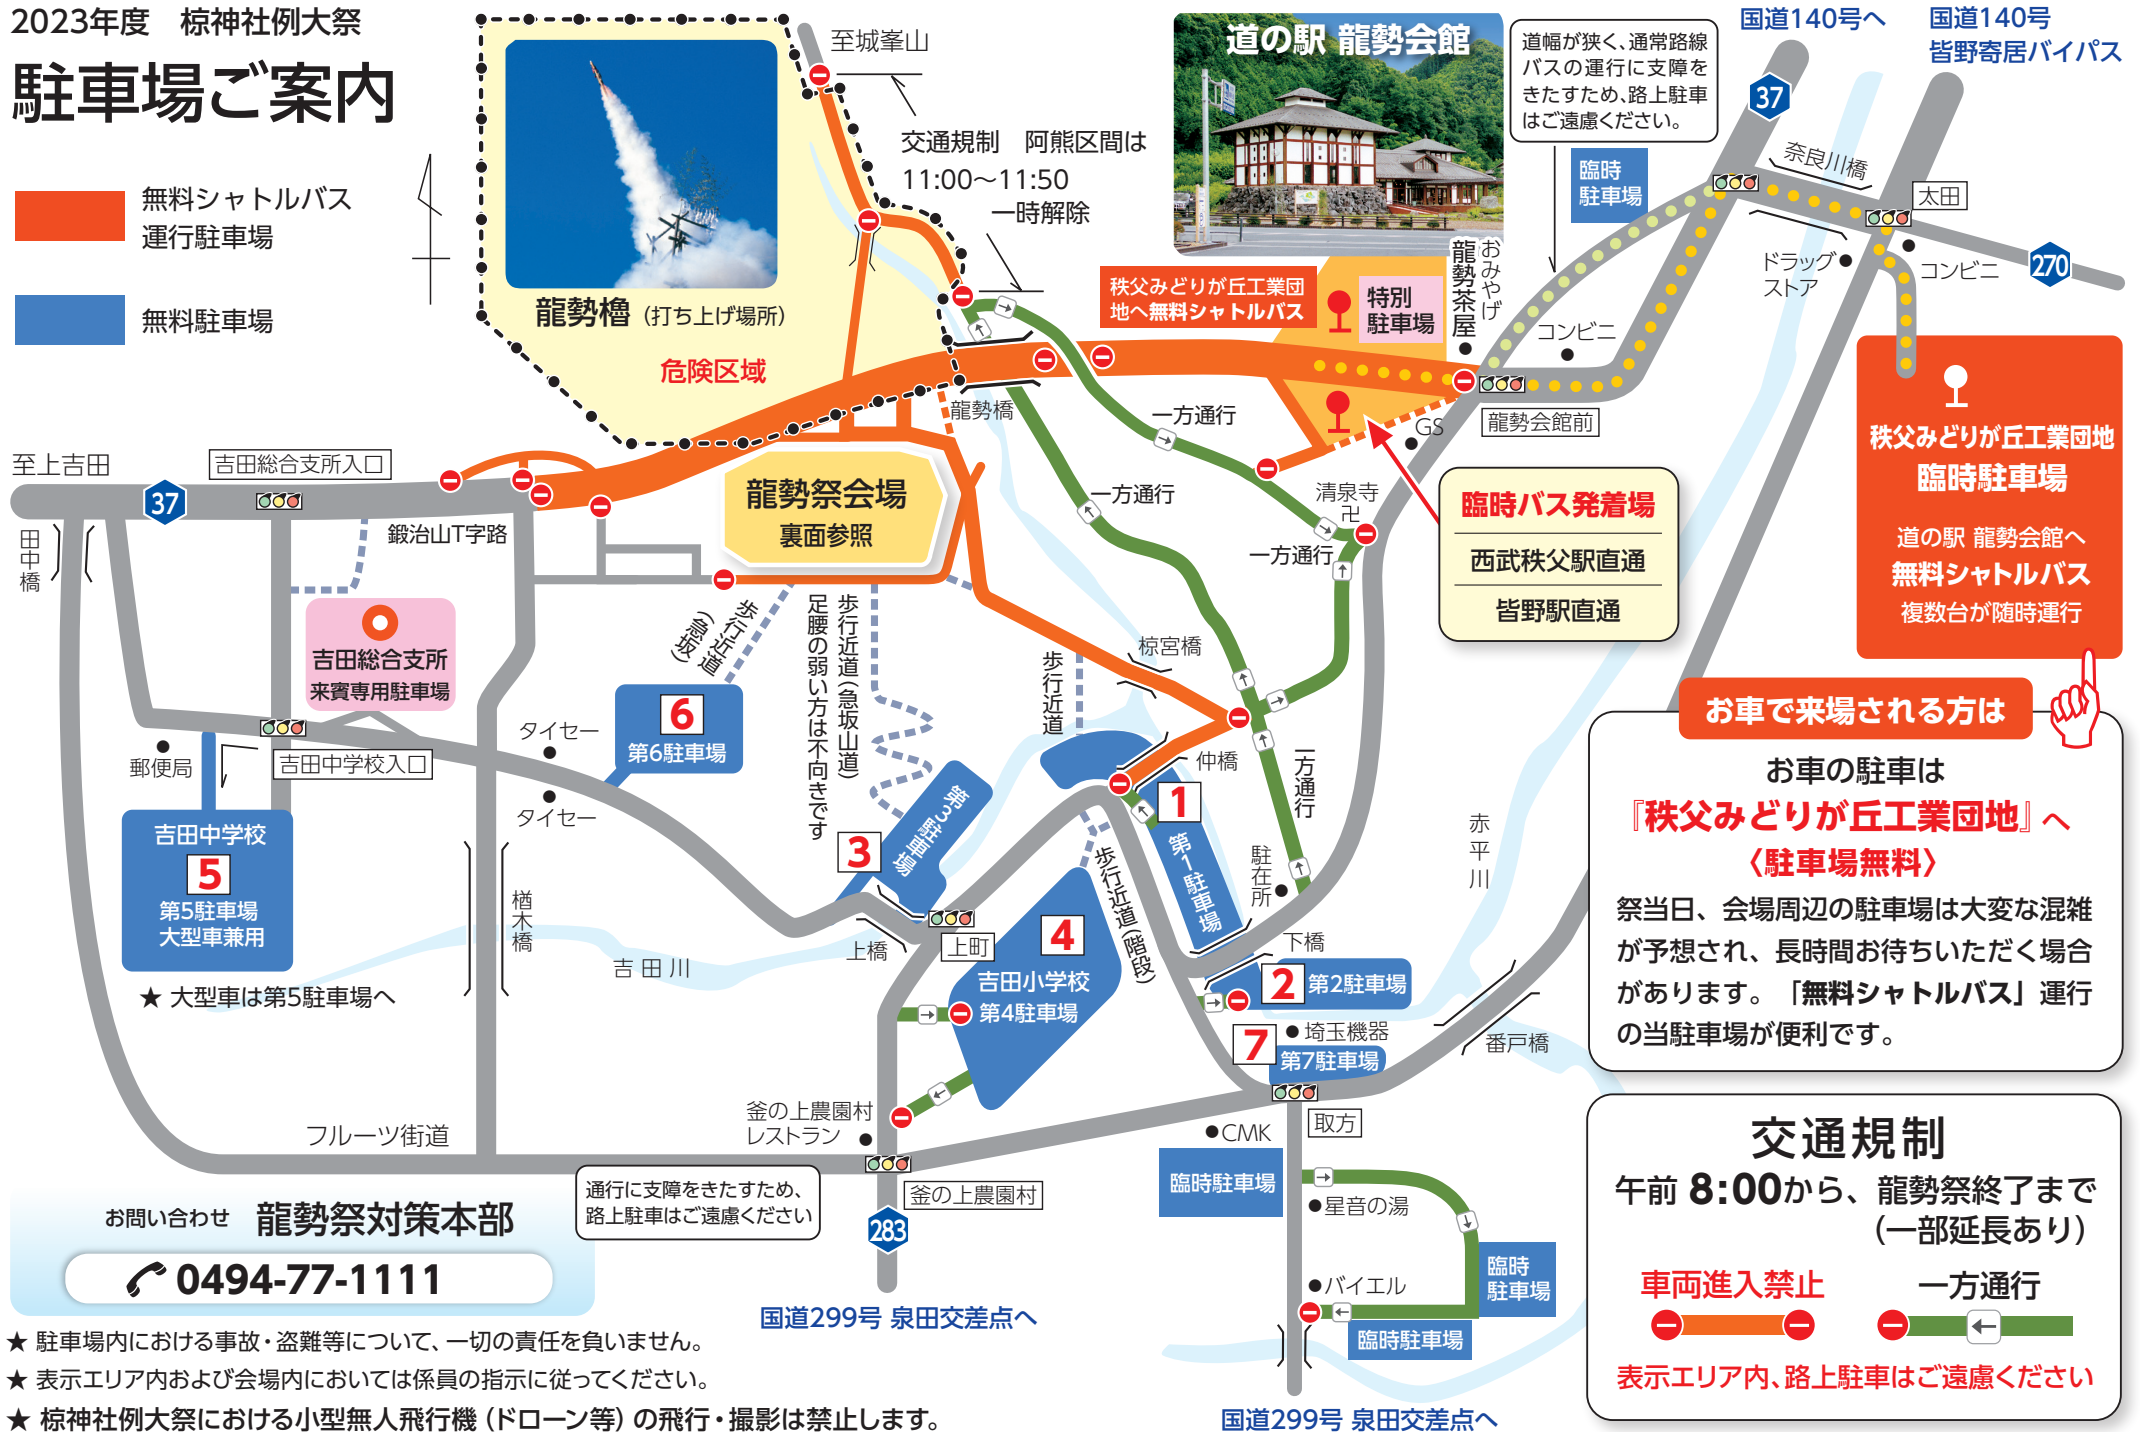 2023年度　椋神社例大祭
駐車場ご案内
無料シャトルバス
運行駐車場
無料駐車場
龍勢櫓（打ち上げ場所）
危険区域
至城峯山
交通規制　阿熊区間は
11:00〜11:50
一時解除
道の駅 龍勢会館
秩父みどりが丘工業団
地へ無料シャトルバス
特別
駐車場
おみやげ
龍勢茶屋
道幅が狭く、通常路線
バスの運行に支障を
きたすため、路上駐車
はご遠慮ください。
臨時
駐車場
国道140号へ
国道140号
皆野寄居バイパス
37
奈良川橋
太田
ドラッグ
ストア
コンビニ
270
コンビニ
龍勢会館前
GS
龍勢橋
一方通行
一方通行
一方通行
清泉寺
卍
臨時バス発着場
西武秩父駅直通
皆野駅直通
秩父みどりが丘工業団地
臨時駐車場
道の駅 龍勢会館へ
無料シャトルバス
複数台が随時運行
至上吉田
37
吉田総合支所入口
鍛治山T字路
田中橋
龍勢祭会場
裏面参照
吉田総合支所
来賓専用駐車場
歩行近道
（急坂）
歩行近道（急坂山道）
足腰の弱い方は不向きです
歩行近道
椋宮橋
仲橋
一方通行
郵便局
吉田中学校入口
タイセー
タイセー
6
第6駐車場
吉田中学校
5
第5駐車場
大型車兼用
★ 大型車は第5駐車場へ
楢木橋
吉田川
3
第3駐車場
上橋
上町
4
吉田小学校
第4駐車場
歩行近道（階段）
1
第1駐車場
駐在所
下橋
2
第2駐車場
赤平川
7
埼玉機器
第7駐車場
番戸橋
取方
CMK
臨時駐車場
星音の湯
バイエル
臨時
駐車場
臨時駐車場
国道299号 泉田交差点へ
フルーツ街道
釜の上農園村
レストラン
釜の上農園村
283
国道299号 泉田交差点へ
通行に支障をきたすため、
路上駐車はご遠慮ください
お車で来場される方は
お車の駐車は
『秩父みどりが丘工業団地』へ
〈駐車場無料〉
祭当日、会場周辺の駐車場は大変な混雑
が予想され、長時間お待ちいただく場合
があります。「無料シャトルバス」運行
の当駐車場が便利です。
交通規制
午前 8:00から、龍勢祭終了まで
（一部延長あり）
車両進入禁止
一方通行
表示エリア内、路上駐車はご遠慮ください
お問い合わせ　龍勢祭対策本部
0494-77-1111
★ 駐車場内における事故・盗難等について、一切の責任を負いません。
★ 表示エリア内および会場内においては係員の指示に従ってください。
★ 椋神社例大祭における小型無人飛行機（ドローン等）の飛行・撮影は禁止します。